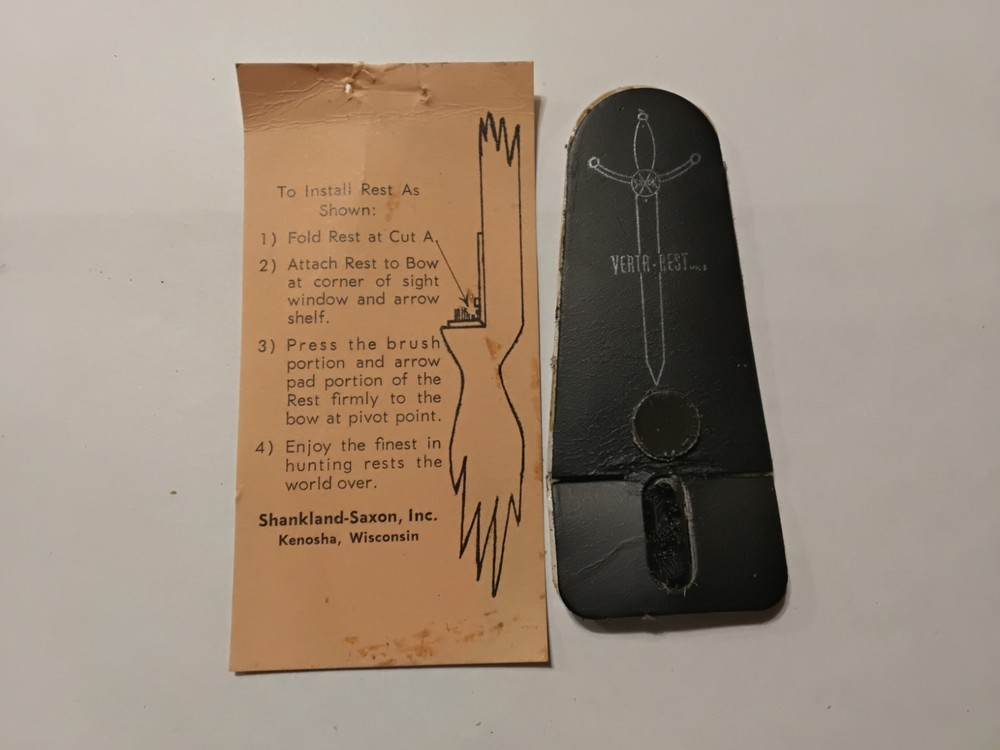 To Install Rest As
Shown:
1) Fold Rest at Cut A.
2) Attach Rest to Bow
at corner of sight
window and arrow
shelf.
3) Press the brush
portion and arrow
pad portion of the
Rest firmly to the
bow at pivot point.
4) Enjoy the finest in
hunting rests the
world over.
Shankland-Saxon, Inc.
Kenosha, Wisconsin
VERTA-REST